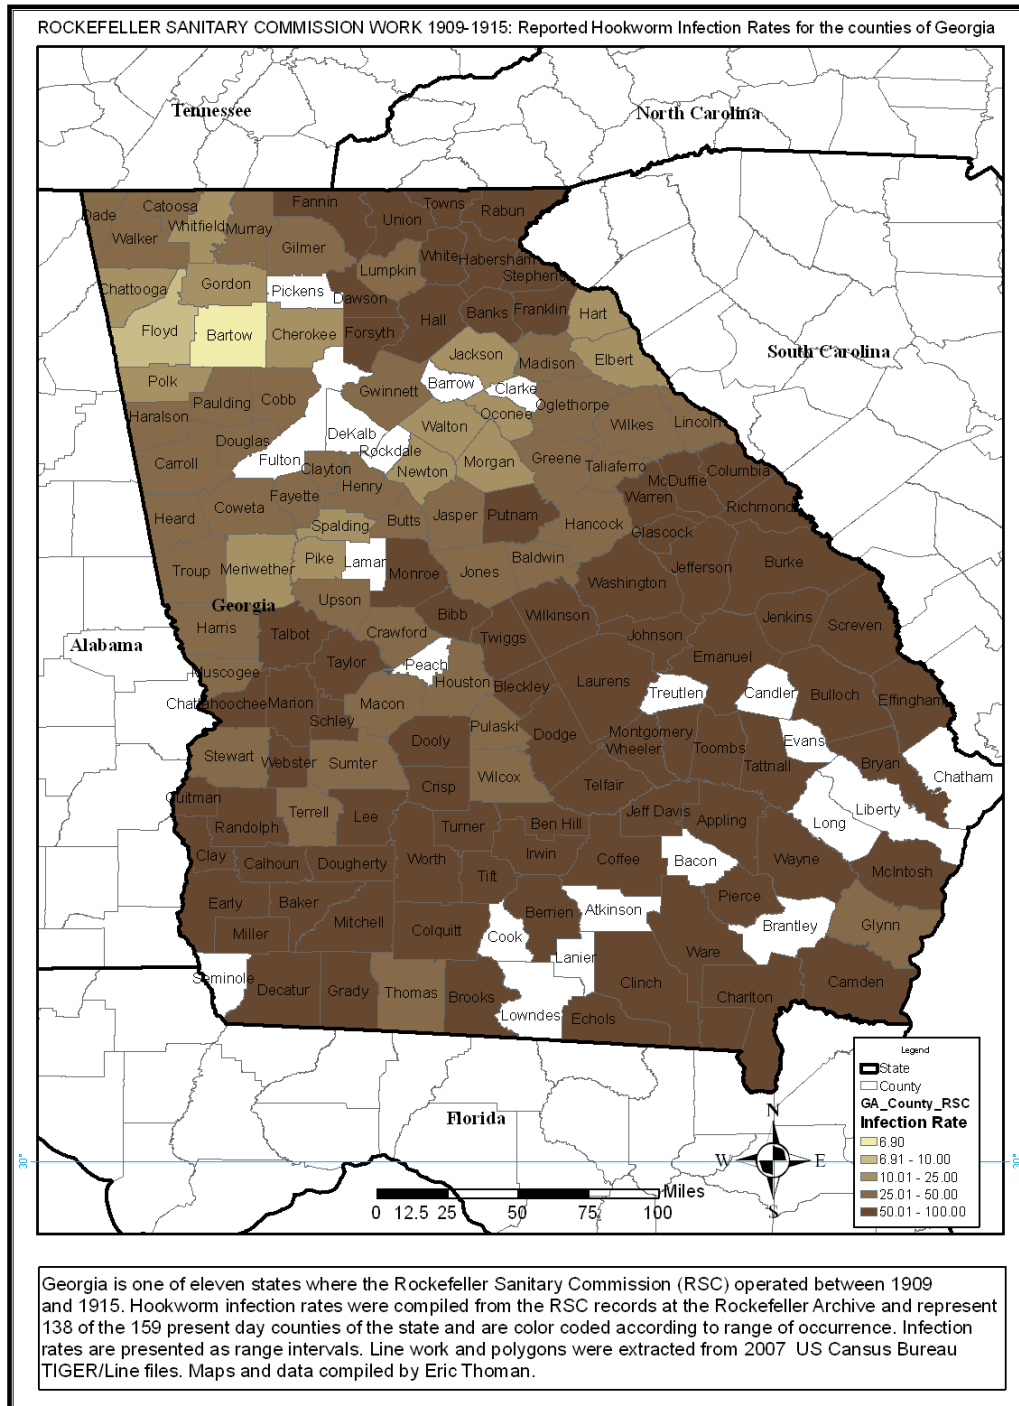 ROCKEFELLER SANITARY COMMISSION WORK 1909-1915: Reported Hookworm Infection Rates for the counties of Georgia
Tennessee
North Carolina
South Carolina
Alabama
Georgia
Florida
Dade
Catoosa
Whitfield
Murray
Walker
Fannin
Gilmer
Union
Towns
Rabun
White
Habersham
Stephens
Lumpkin
Chattooga
Gordon
Pickens
Dawson
Floyd
Bartow
Cherokee
Forsyth
Hall
Banks
Franklin
Hart
Elbert
Jackson
Madison
Polk
Haralson
Paulding
Cobb
Gwinnett
Barrow
Clarke
Oconee
Oglethorpe
Wilkes
Lincoln
Douglas
DeKalb
Rockdale
Walton
Fulton
Carroll
Clayton
Newton
Morgan
Greene
Taliaferro
McDuffie
Columbia
Warren
Richmond
Heard
Coweta
Fayette
Henry
Spalding
Butts
Jasper
Putnam
Hancock
Glascock
Troup
Meriwether
Pike
Lamar
Monroe
Jones
Baldwin
Washington
Jefferson
Burke
Upson
Harris
Talbot
Crawford
Bibb
Twiggs
Wilkinson
Johnson
Jenkins
Screven
Emanuel
Muscogee
Taylor
Peach
Houston
Bleckley
Laurens
Treutlen
Candler
Bulloch
Effingham
Chattahoochee
Marion
Schley
Macon
Pulaski
Dodge
Montgomery
Wheeler
Toombs
Tattnall
Evans
Bryan
Chatham
Stewart
Webster
Sumter
Dooly
Wilcox
Crisp
Telfair
Liberty
Long
Quitman
Randolph
Terrell
Lee
Turner
Ben Hill
Jeff Davis
Appling
Wayne
McIntosh
Clay
Calhoun
Dougherty
Worth
Irwin
Tift
Coffee
Bacon
Pierce
Early
Baker
Mitchell
Miller
Colquitt
Berrien
Cook
Atkinson
Lanier
Ware
Brantley
Glynn
Seminole
Decatur
Grady
Thomas
Brooks
Lowndes
Echols
Clinch
Charlton
Camden
Legend
State
County
GA_County_RSC
Infection Rate
6.90
6.91 - 10.00
10.01 - 25.00
25.01 - 50.00
50.01 - 100.00
N
W
E
S
30°
30°
Miles
0 12.5 25 50 75 100
Georgia is one of eleven states where the Rockefeller Sanitary Commission (RSC) operated between 1909
and 1915. Hookworm infection rates were compiled from the RSC records at the Rockefeller Archive and represent
138 of the 159 present day counties of the state and are color coded according to range of occurrence. Infection
rates are presented as range intervals. Line work and polygons were extracted from 2007 US Cansus Bureau
TIGER/Line files. Maps and data compiled by Eric Thoman.